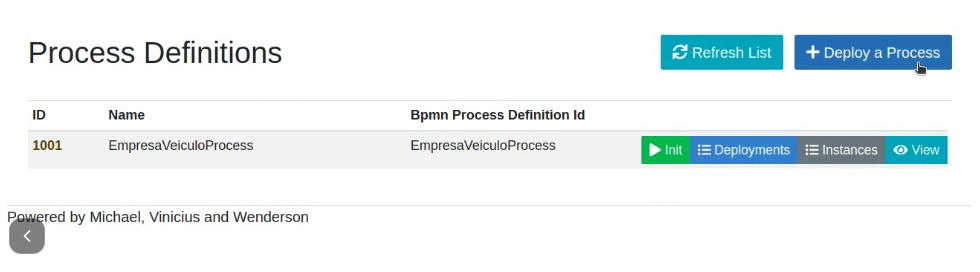 Process Definitions
Refresh List
Deploy a Process
ID Name Bpmn Process Definition Id
1001 EmpresaVeiculoProcess EmpresaVeiculoProcess Init Deployments Instances View
Powered by Michael, Vinicius and Wenderson